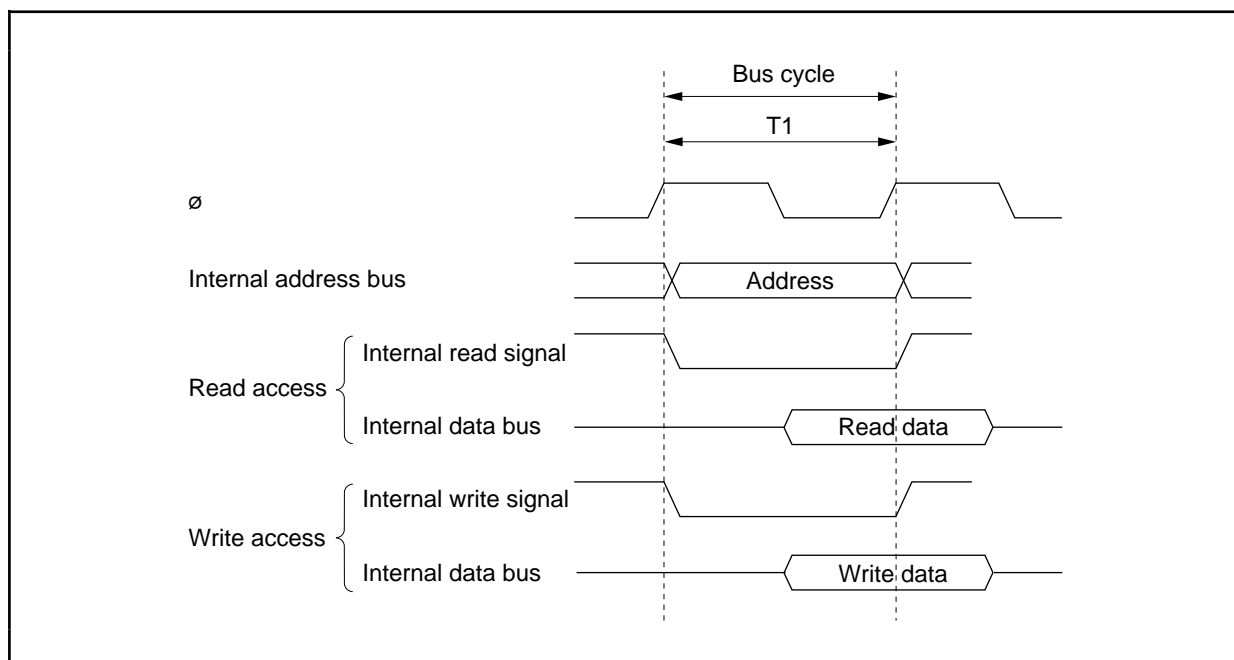 Bus cycle
T1
ø
Internal address bus
Address
Internal read signal
Read access
Internal data bus
Read data
Internal write signal
Write access
Internal data bus
Write data